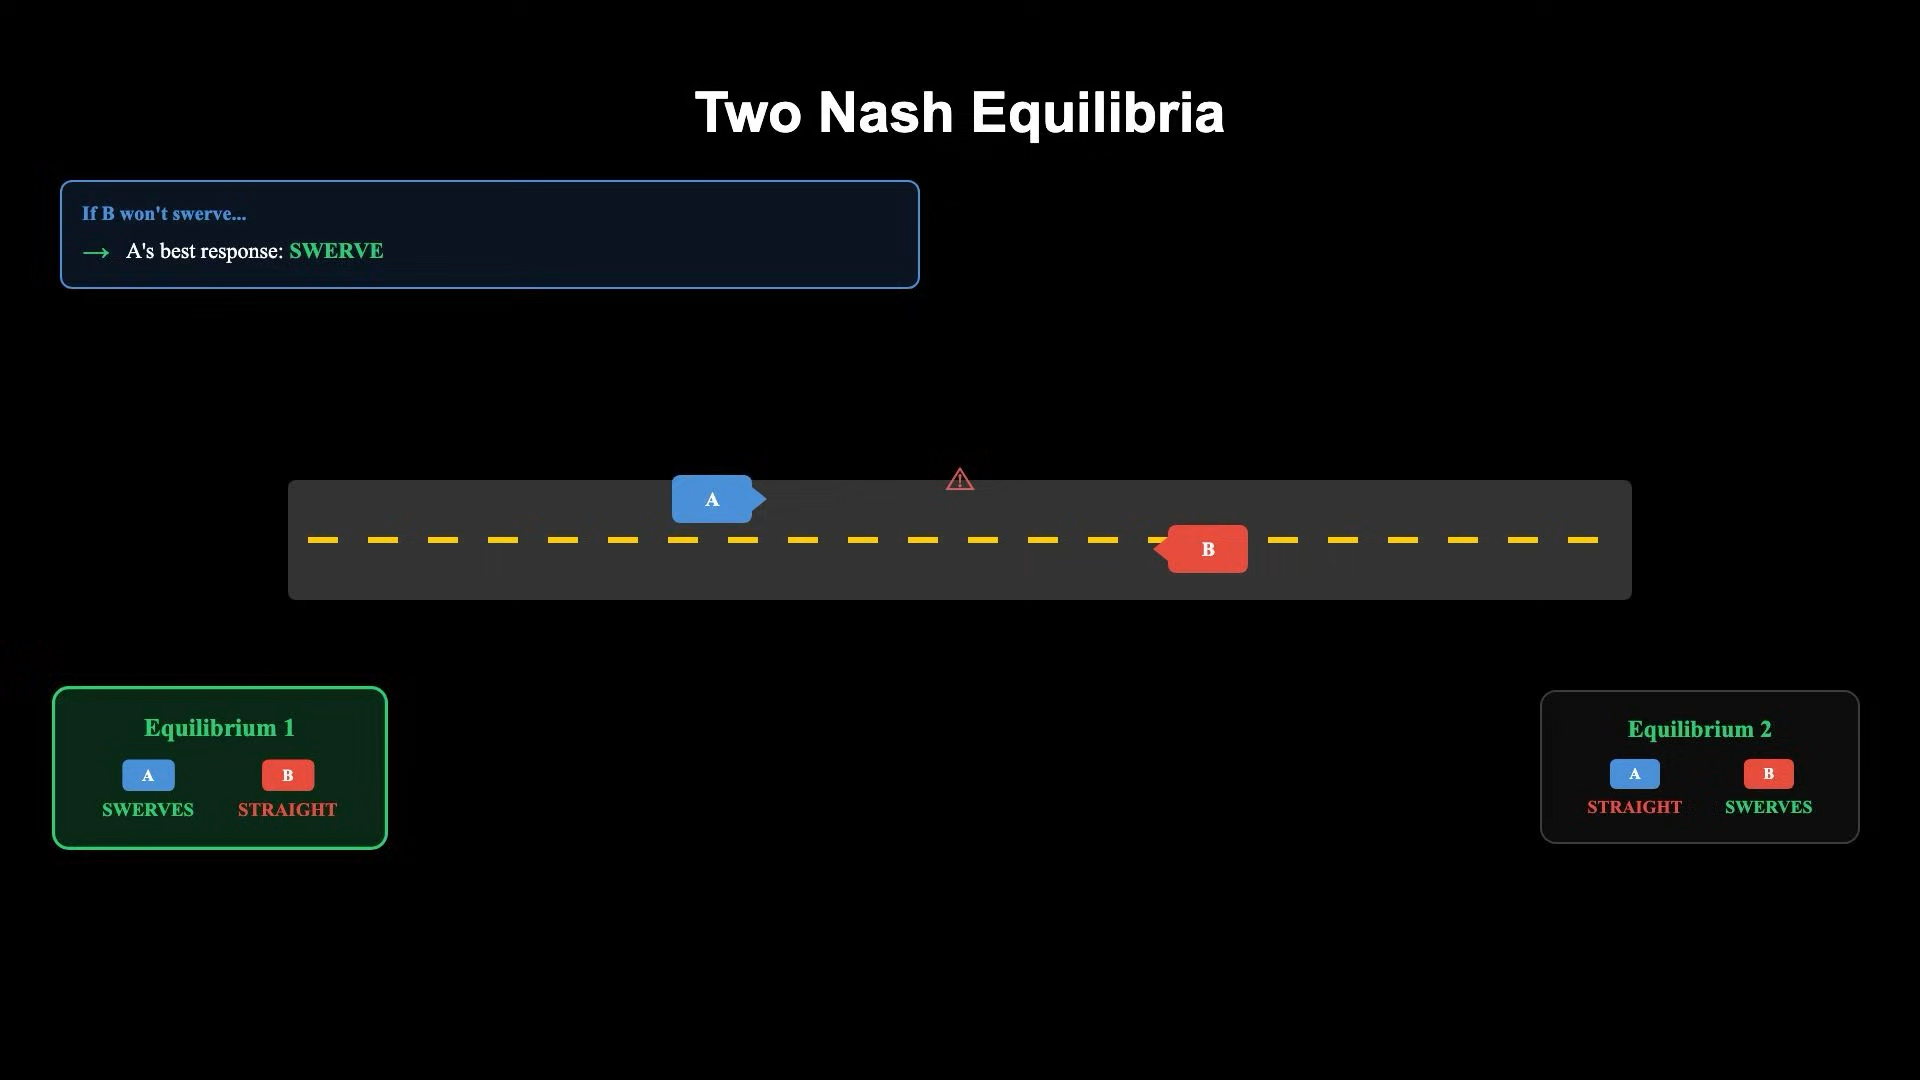 Two Nash Equilibria
If B won't swerve...
→ A's best response: SWERVE
A
B
Equilibrium 1
A B
SWERVES STRAIGHT
Equilibrium 2
A B
STRAIGHT SWERVES